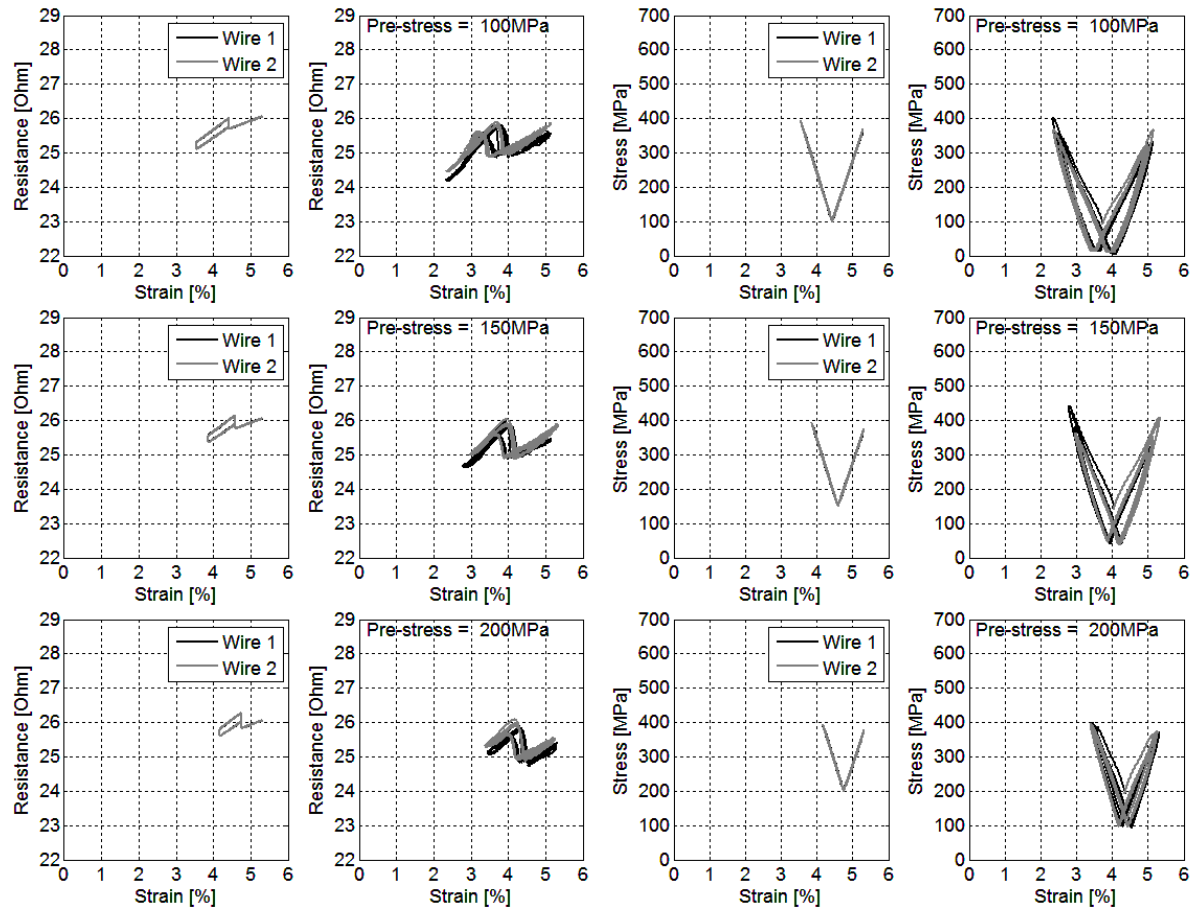 29
28
27
26
25
24
23
22
0 1 2 3 4 5 6
Resistance [Ohm]
Strain [%]
Wire 1
Wire 2
29
28
27
26
25
24
23
22
0 1 2 3 4 5 6
Resistance [Ohm]
Strain [%]
Pre-stress = 100MPa
700
600
500
400
300
200
100
0
0 1 2 3 4 5 6
Stress [MPa]
Strain [%]
Wire 1
Wire 2
700
600
500
400
300
200
100
0
0 1 2 3 4 5 6
Stress [MPa]
Strain [%]
Pre-stress = 100MPa
Wire 1
Wire 2
29
28
27
26
25
24
23
22
0 1 2 3 4 5 6
Resistance [Ohm]
Strain [%]
Wire 1
Wire 2
29
28
27
26
25
24
23
22
0 1 2 3 4 5 6
Resistance [Ohm]
Strain [%]
Pre-stress = 150MPa
700
600
500
400
300
200
100
0
0 1 2 3 4 5 6
Stress [MPa]
Strain [%]
Wire 1
Wire 2
700
600
500
400
300
200
100
0
0 1 2 3 4 5 6
Stress [MPa]
Strain [%]
Pre-stress = 150MPa
29
28
27
26
25
24
23
22
0 1 2 3 4 5 6
Resistance [Ohm]
Strain [%]
Wire 1
Wire 2
29
28
27
26
25
24
23
22
0 1 2 3 4 5 6
Resistance [Ohm]
Strain [%]
Pre-stress = 200MPa
700
600
500
400
300
200
100
0
0 1 2 3 4 5 6
Stress [MPa]
Strain [%]
Wire 1
Wire 2
700
600
500
400
300
200
100
0
0 1 2 3 4 5 6
Stress [MPa]
Strain [%]
Pre-stress = 200MPa